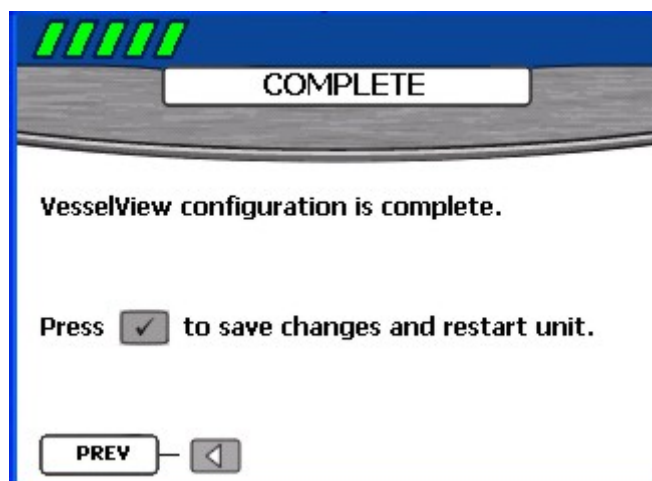 COMPLETE
VesselView configuration is complete.
Press ✓ to save changes and restart unit.
PREV